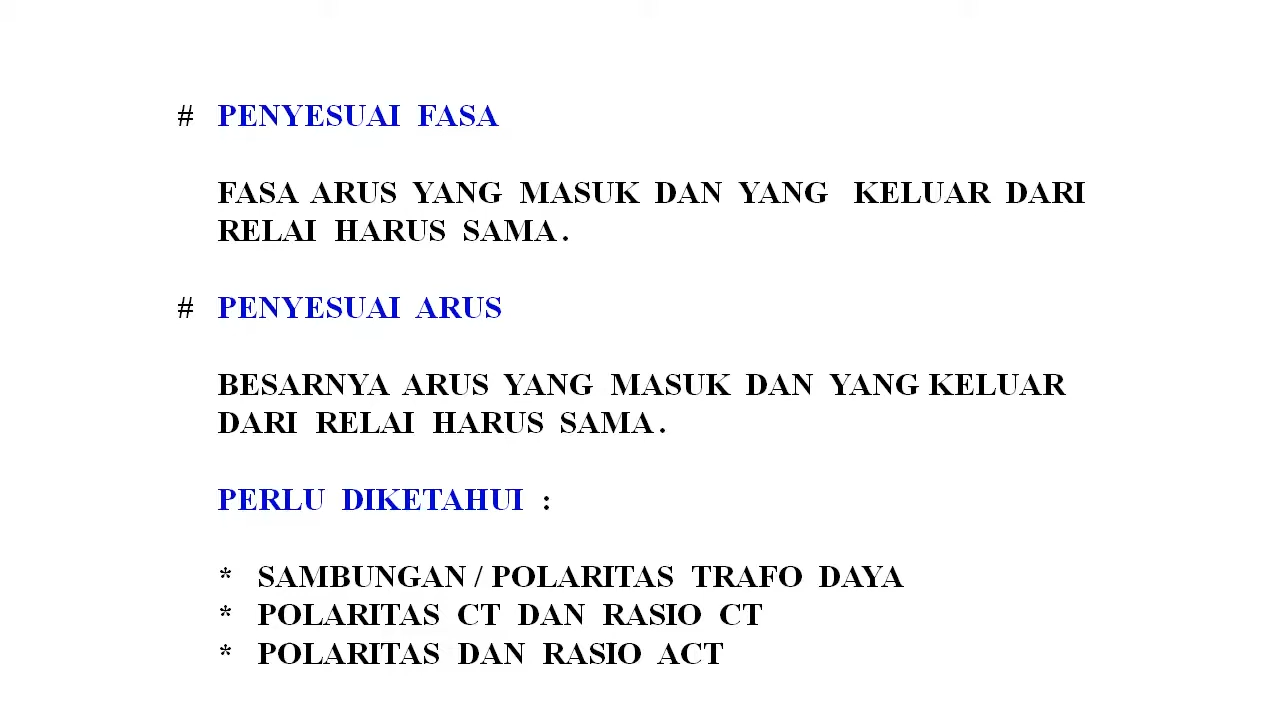 # PENYESUAI FASA
FASA ARUS YANG MASUK DAN YANG KELUAR DARI
RELAI HARUS SAMA.
# PENYESUAI ARUS
BESARNYA ARUS YANG MASUK DAN YANG KELUAR
DARI RELAI HARUS SAMA.
PERLU DIKETAHUI :
* SAMBUNGAN / POLARITAS TRAFO DAYA
* POLARITAS CT DAN RASIO CT
* POLARITAS DAN RASIO ACT